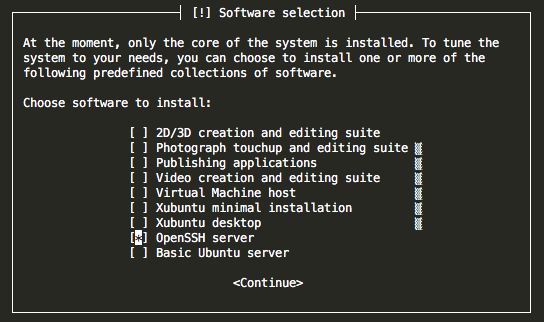 [!] Software selection
At the moment, only the core of the system is installed. To tune the
system to your needs, you can choose to install one or more of the
following predefined collections of software.
Choose software to install:
[ ] 2D/3D creation and editing suite
[ ] Photograph touchup and editing suite
[ ] Publishing applications
[ ] Video creation and editing suite
[ ] Virtual Machine host
[ ] Xubuntu minimal installation
[ ] Xubuntu desktop
[*] OpenSSH server
[ ] Basic Ubuntu server
<Continue>